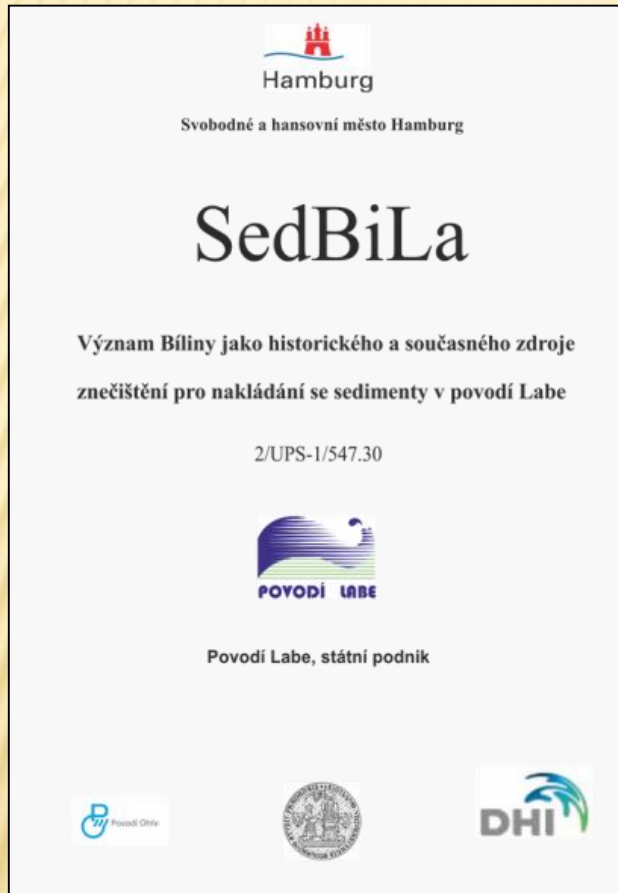 Hamburg
Svobodné a hansovní město Hamburg
SedBiLa
Význam Bíliny jako historického a současného zdroje
znečištění pro nakládání se sedimenty v povodí Labe
2/UPS-1/547.30
POVODÍ LABE
Povodí Labe, státní podnik
Povodí Ohře
DHI